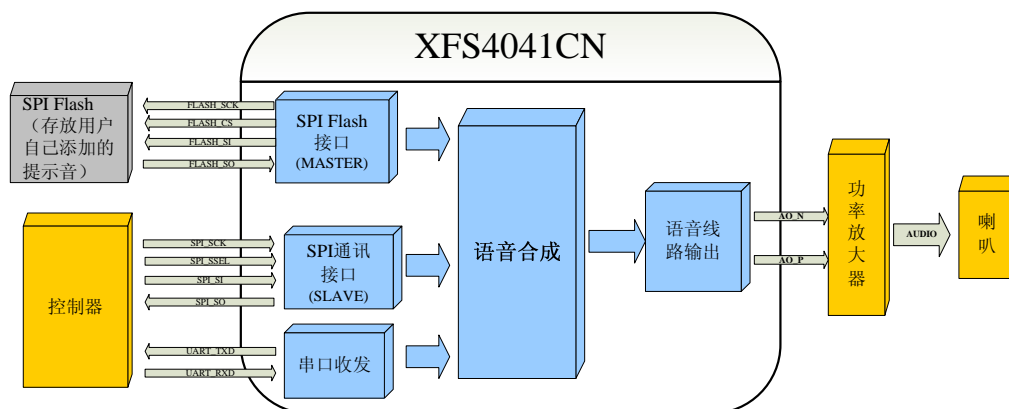 XFS4041CN
SPI Flash
（存放用户
自己添加的
提示音）
FLASH_SCK
FLASH_CS
FLASH_SI
FLASH_SO
SPI Flash
接口
(MASTER)
控制器
SPI_SCK
SPI_SSEL
SPI_SI
SPI_SO
SPI通讯
接口
(SLAVE)
UART_TXD
UART_RXD
串口收发
语音合成
语音线
路输出
AO_N
AO_P
功率放大器
AUDIO
喇叭